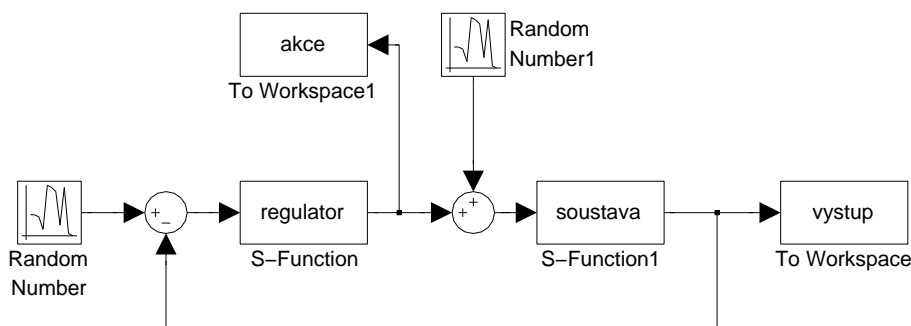 akce
To Workspace1
Random
Number1
+
−
regulator
S−Function
+
+
soustava
S−Function1
vystup
To Workspace
Random
Number